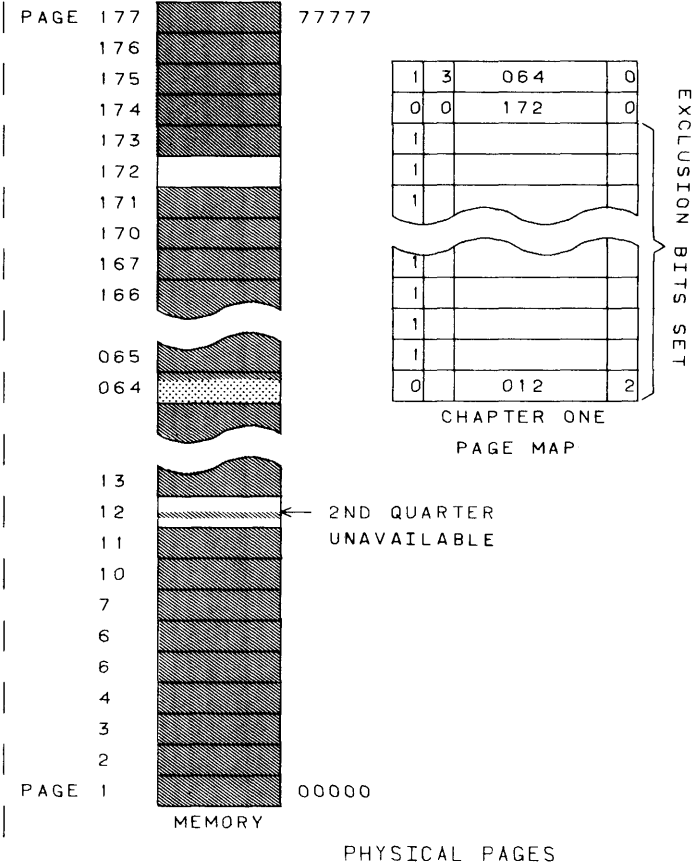 PAGE 177 77777
176
175
174
173
172
171
170
167
166
065
064
13
12
11
10
7
6
6
4
3
2
PAGE 1 00000
MEMORY
2ND QUARTER
UNAVAILABLE
1 3 064 0
0 0 172 0
1
1
1
1
1
1
1
0 012 2
EXCLUSION BITS SET
CHAPTER ONE
PAGE MAP
PHYSICAL PAGES